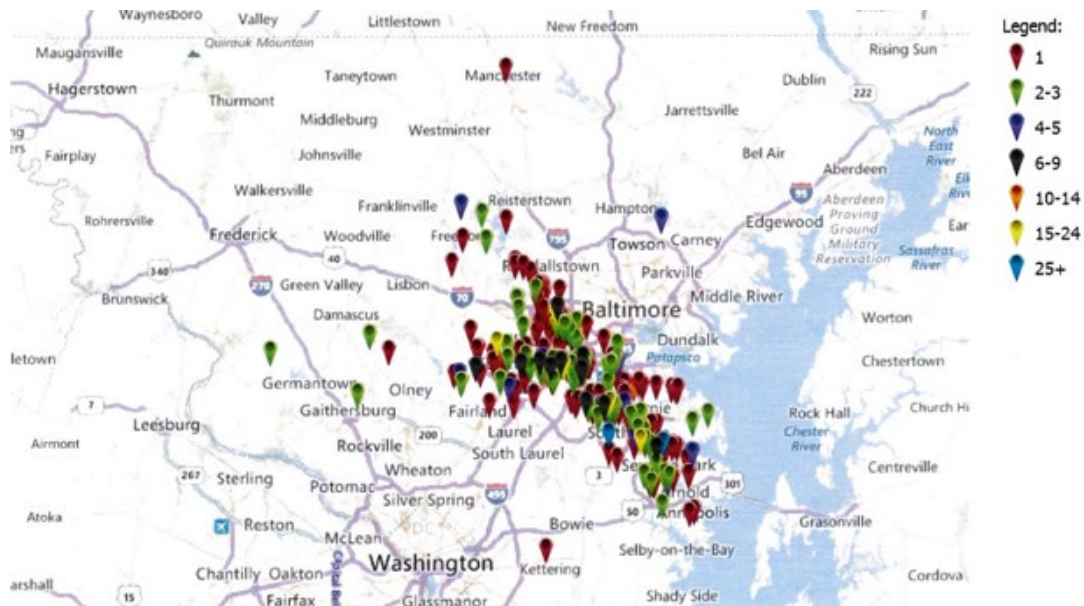 Waynesboro
Valley
Littlestown
New Freedom
Legend:
Maugansville
Quirauk Mountain
Rising Sun
1
Taneytown
Manchester
Dublin
Hagerstown
222
2-3
Thurmont
Jarrettsville
Middleburg
Westminster
4-5
North
East
River
Fairplay
Johnsville
Bel Air
Aberdeen
6-9
Walkersville
95
Franklinville
Reisterstown
Hampton
Edgewood
Aberdeen
Proving
Ground
Military
Reservation
10-14
Rohrersville
Frederick
Woodville
795
Towson
Carney
15-24
Sassafras
River
340
40
Parkville
25+
270
Green Valley
Lisbon
70
Brunswick
Damascus
Baltimore
Middle River
Worton
Dundalk
Patapsco
Chestertown
Germantown
Olney
7
Gaithersburg
Fairland
Rock Hall
Church Hi
Leesburg
200
Laurel
Chester
River
Airmont
Rockville
South Laurel
267
Sterling
Wheaton
3
Centreville
Potomac
Silver Spring
495
301
Atoka
50
Reston
Bowie
Grasonville
McLean
DC
Washington
Selby-on-the-Bay
Chantilly
Oakton
Kettering
Cordova
15
Fairfax
Glassmanor
Shady Side